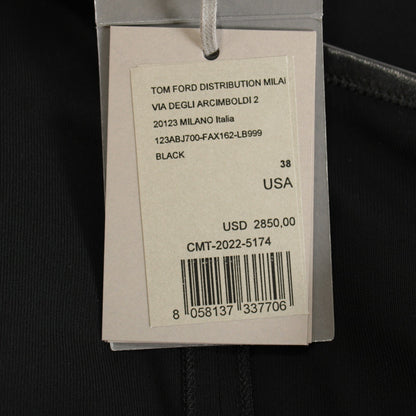 TOM FORD DISTRIBUTION MILA
VIA DEGLI ARCIMBOLDI 2
20123 MILANO Italia
123ABJ700-FAX162-LB999
BLACK
38
USA
USD 2850,00
CMT-2022-5174
8 058137 337706